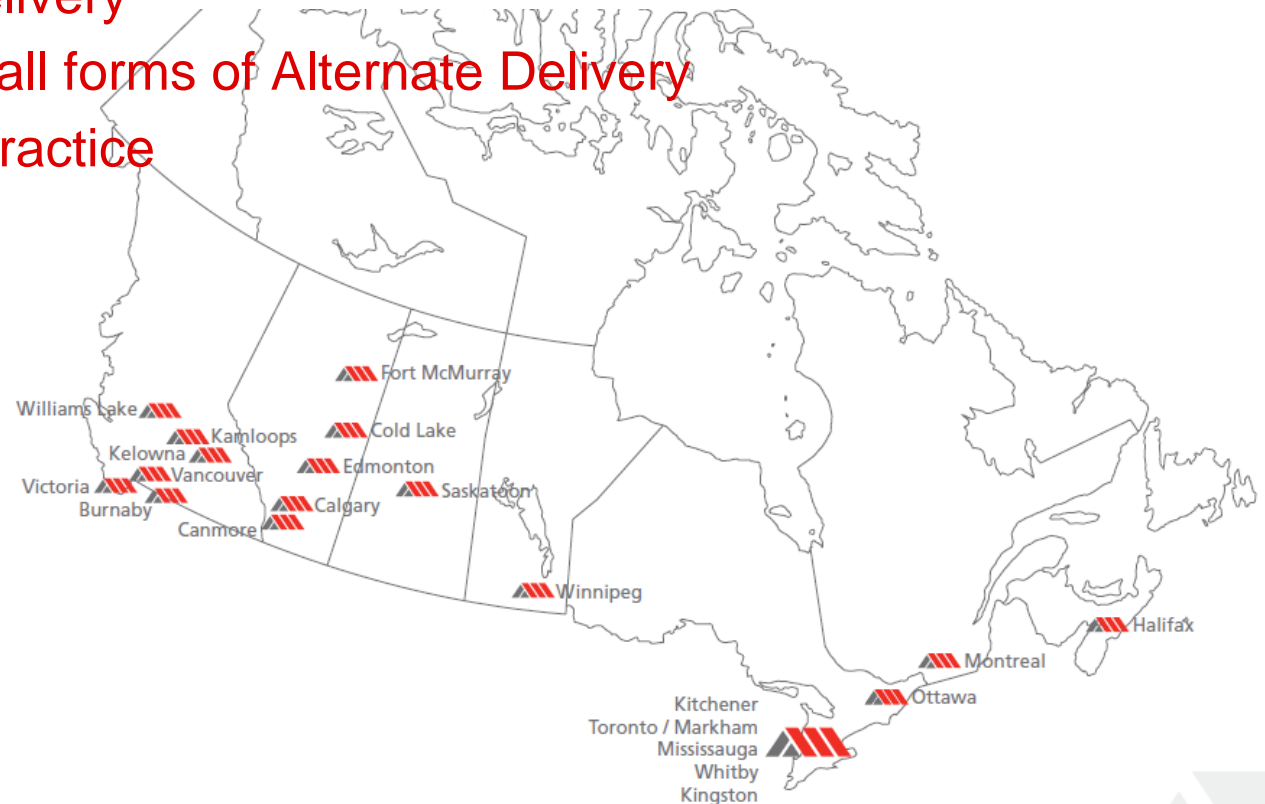 all forms of Alternate Delivery
ractice
Fort McMurray
Williams Lake
Cold Lake
Kamloops
Kelowna
Edmonton
Vancouver
Victoria
Saskatoon
Burnaby
Calgary
Canmore
Winnipeg
Halifax
Montreal
Ottawa
Kitchener
Toronto / Markham
Mississauga
Whitby
Kingston